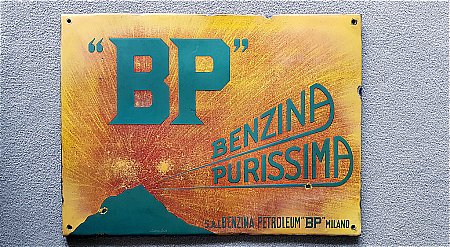 "BP"
BENZINA
PURISSIMA
S.A.I. BENZINA PETROLEUM "BP" MILANO